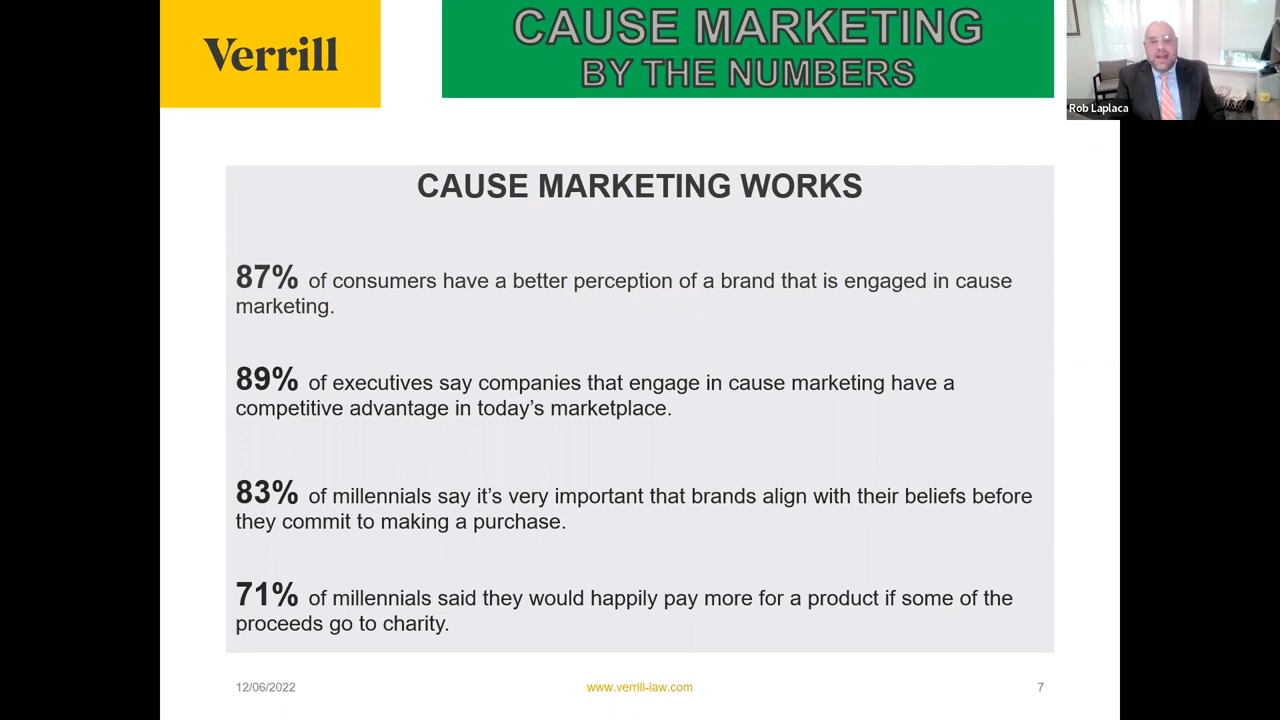 Verrill
CAUSE MARKETING
BY THE NUMBERS
Rob Laplaca
CAUSE MARKETING WORKS
87% of consumers have a better perception of a brand that is engaged in cause
marketing.
89% of executives say companies that engage in cause marketing have a
competitive advantage in today’s marketplace.
83% of millennials say it’s very important that brands align with their beliefs before
they commit to making a purchase.
71% of millennials said they would happily pay more for a product if some of the
proceeds go to charity.
12/06/2022
www.verrill-law.com
7